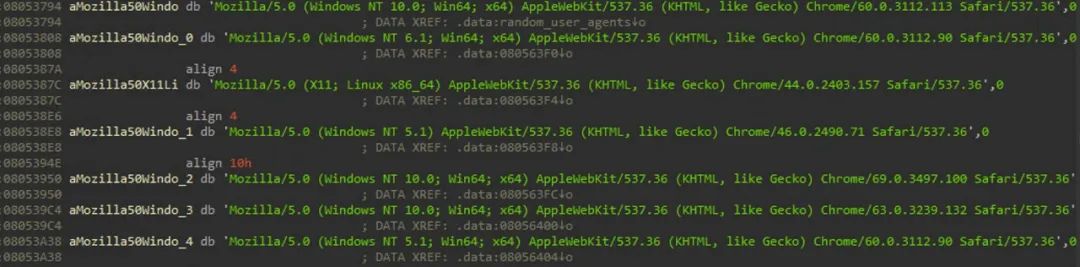 :08053794 aMozilla50Windo db 'Mozilla/5.0 (Windows NT 10.0; Win64; x64) AppleWebKit/537.36 (KHTML, like Gecko) Chrome/60.0.3112.113 Safari/537.36',0
:08053794 ; DATA XREF: .data:random_user_agents↓o
:08053808 aMozilla50Windo_0 db 'Mozilla/5.0 (Windows NT 6.1; Win64; x64) AppleWebKit/537.36 (KHTML, like Gecko) Chrome/60.0.3112.90 Safari/537.36',0
:08053808 ; DATA XREF: .data:080563F0↓o
:0805387A align 4
:0805387C aMozilla50X11Li db 'Mozilla/5.0 (X11; Linux x86_64) AppleWebKit/537.36 (KHTML, like Gecko) Chrome/44.0.2403.157 Safari/537.36',0
:0805387C ; DATA XREF: .data:080563F4↓o
:080538E6 align 4
:080538E8 aMozilla50Windo_1 db 'Mozilla/5.0 (Windows NT 5.1) AppleWebKit/537.36 (KHTML, like Gecko) Chrome/46.0.2490.71 Safari/537.36',0
:080538E8 ; DATA XREF: .data:080563F8↓o
:0805394E align 10h
:08053950 aMozilla50Windo_2 db 'Mozilla/5.0 (Windows NT 10.0; Win64; x64) AppleWebKit/537.36 (KHTML, like Gecko) Chrome/69.0.3497.100 Safari/537.36'
:08053950 ; DATA XREF: .data:080563FC↓o
:080539C4 aMozilla50Windo_3 db 'Mozilla/5.0 (Windows NT 10.0; Win64; x64) AppleWebKit/537.36 (KHTML, like Gecko) Chrome/63.0.3239.132 Safari/537.36'
:080539C4 ; DATA XREF: .data:08056400↓o
:08053A38 aMozilla50Windo_4 db 'Mozilla/5.0 (Windows NT 5.1; Win64; x64) AppleWebKit/537.36 (KHTML, like Gecko) Chrome/60.0.3112.90 Safari/537.36',0
:08053A38 ; DATA XREF: .data:08056404↓o